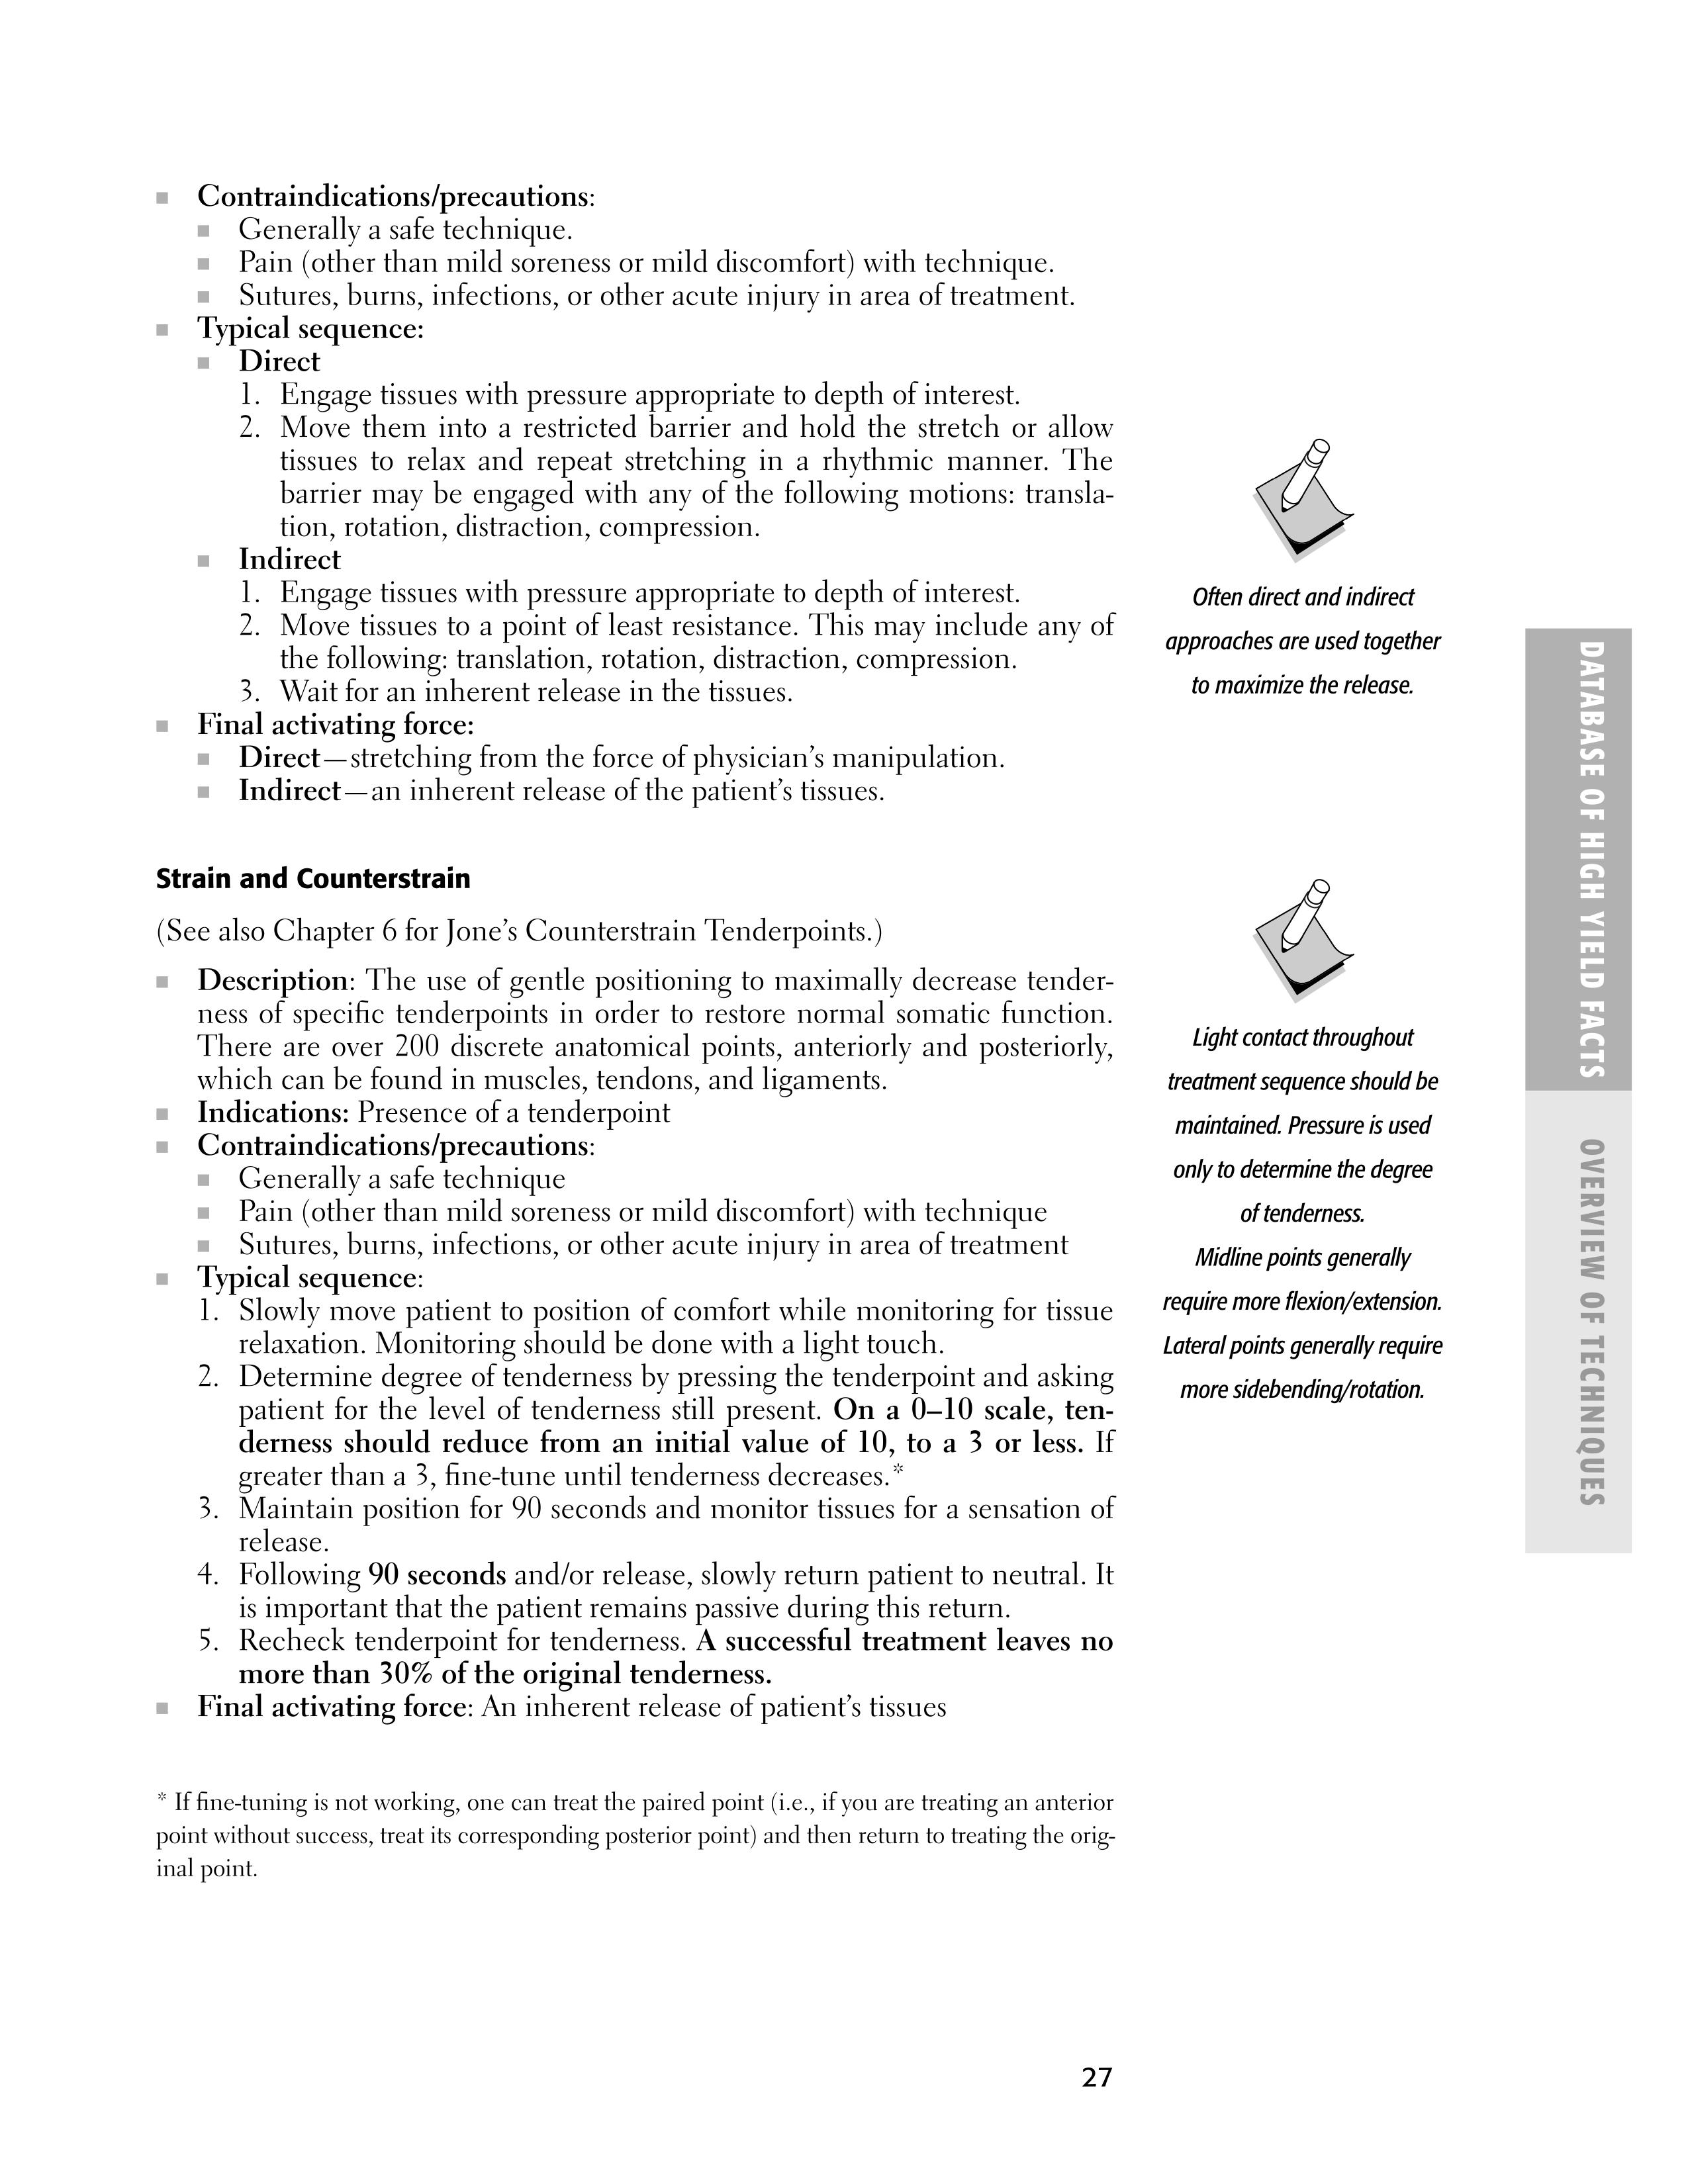 ■ Contraindications/precautions:
■ Generally a safe technique.
■ Pain (other than mild soreness or mild discomfort) with technique.
■ Sutures, burns, infections, or other acute injury in area of treatment.
■ Typical sequence:
■ Direct
1. Engage tissues with pressure appropriate to depth of interest.
2. Move them into a restricted barrier and hold the stretch or allow
tissues to relax and repeat stretching in a rhythmic manner. The
barrier may be engaged with any of the following motions: transla-
tion, rotation, distraction, compression.
■ Indirect
1. Engage tissues with pressure appropriate to depth of interest.
2. Move tissues to a point of least resistance. This may include any of
the following: translation, rotation, distraction, compression.
3. Wait for an inherent release in the tissues.
■ Final activating force:
■ Direct—stretching from the force of physician’s manipulation.
■ Indirect—an inherent release of the patient’s tissues.
Often direct and indirect
approaches are used together
to maximize the release.
Strain and Counterstrain
(See also Chapter 6 for Jone’s Counterstrain Tenderpoints.)
■ Description: The use of gentle positioning to maximally decrease tender-
ness of specific tenderpoints in order to restore normal somatic function.
There are over 200 discrete anatomical points, anteriorly and posteriorly,
which can be found in muscles, tendons, and ligaments.
■ Indications: Presence of a tenderpoint
■ Contraindications/precautions:
■ Generally a safe technique
■ Pain (other than mild soreness or mild discomfort) with technique
■ Sutures, burns, infections, or other acute injury in area of treatment
■ Typical sequence:
1. Slowly move patient to position of comfort while monitoring for tissue
relaxation. Monitoring should be done with a light touch.
2. Determine degree of tenderness by pressing the tenderpoint and asking
patient for the level of tenderness still present. On a 0–10 scale, ten-
derness should reduce from an initial value of 10, to a 3 or less. If
greater than a 3, fine-tune until tenderness decreases.*
3. Maintain position for 90 seconds and monitor tissues for a sensation of
release.
4. Following 90 seconds and/or release, slowly return patient to neutral. It
is important that the patient remains passive during this return.
5. Recheck tenderpoint for tenderness. A successful treatment leaves no
more than 30% of the original tenderness.
■ Final activating force: An inherent release of patient’s tissues
Light contact throughout
treatment sequence should be
maintained. Pressure is used
only to determine the degree
of tenderness.
Midline points generally
require more flexion/extension.
Lateral points generally require
more sidebending/rotation.
* If fine-tuning is not working, one can treat the paired point (i.e., if you are treating an anterior
point without success, treat its corresponding posterior point) and then return to treating the orig-
inal point.
DATABASE OF HIGH YIELD FACTS
OVERVIEW OF TECHNIQUES
27